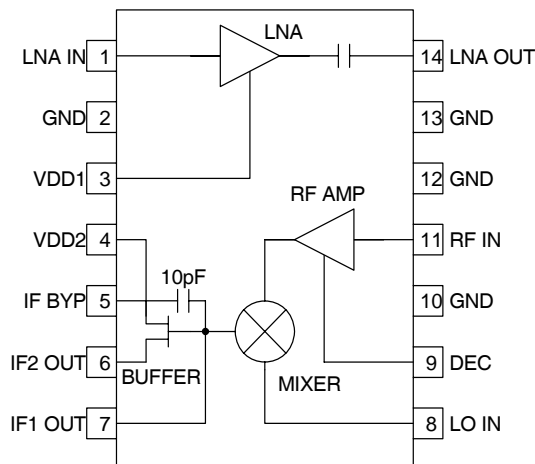 LNA
LNA IN 1
14 LNA OUT
GND 2
13 GND
VDD1 3
12 GND
RF AMP
VDD2 4
11 RF IN
10pF
IF BYP 5
10 GND
IF2 OUT 6
BUFFER
MIXER
9 DEC
IF1 OUT 7
8 LO IN